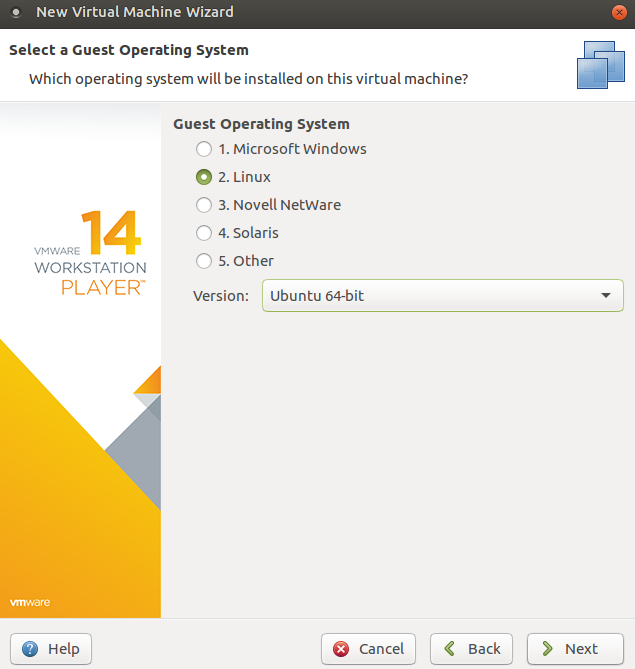 New Virtual Machine Wizard
Select a Guest Operating System
Which operating system will be installed on this virtual machine?
VMWARE 14
WORKSTATION
PLAYER™
vmware
Guest Operating System
1. Microsoft Windows
2. Linux
3. Novell NetWare
4. Solaris
5. Other
Version: Ubuntu 64-bit
Help Cancel Back Next